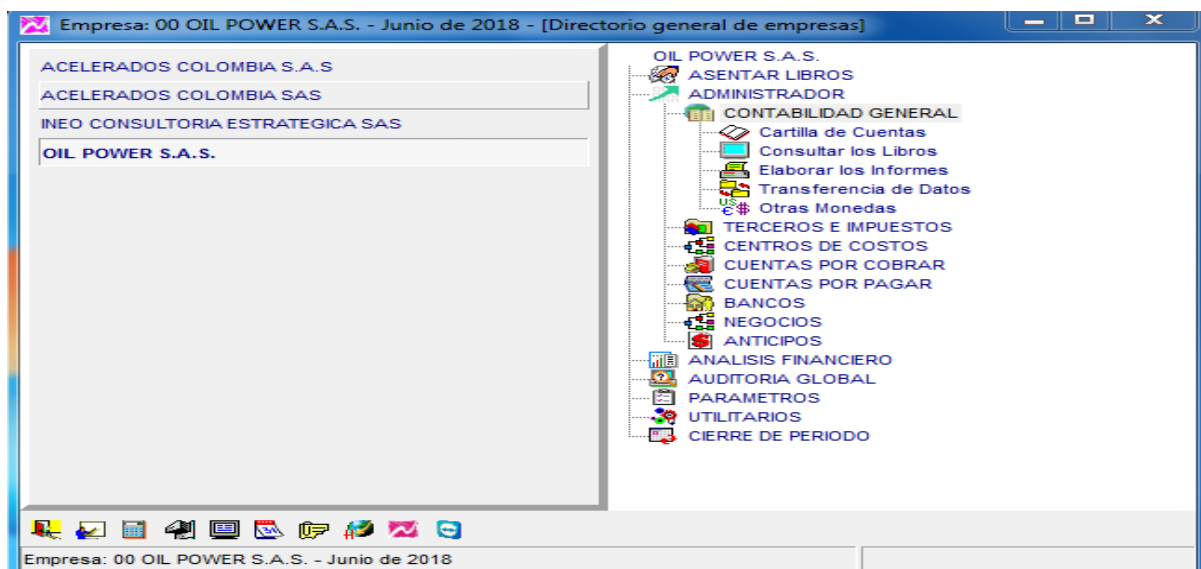 Empresa: 00 OIL POWER S.A.S. - Junio de 2018 - [Directorio general de empresas]
ACELERADOS COLOMBIA S.A.S
ACELERADOS COLOMBIA SAS
INEO CONSULTORIA ESTRATEGICA SAS
OIL POWER S.A.S.
OIL POWER S.A.S.
ASENTAR LIBROS
ADMINISTRADOR
CONTABILIDAD GENERAL
Cartilla de Cuentas
Consultar los Libros
Elaborar los Informes
Transferencia de Datos
Otras Monedas
TERCEROS E IMPUESTOS
CENTROS DE COSTOS
CUENTAS POR COBRAR
CUENTAS POR PAGAR
BANCOS
NEGOCIOS
ANTICIPOS
ANALISIS FINANCIERO
AUDITORIA GLOBAL
PARAMETROS
UTILITARIOS
CIERRE DE PERIODO
Empresa: 00 OIL POWER S.A.S. - Junio de 2018